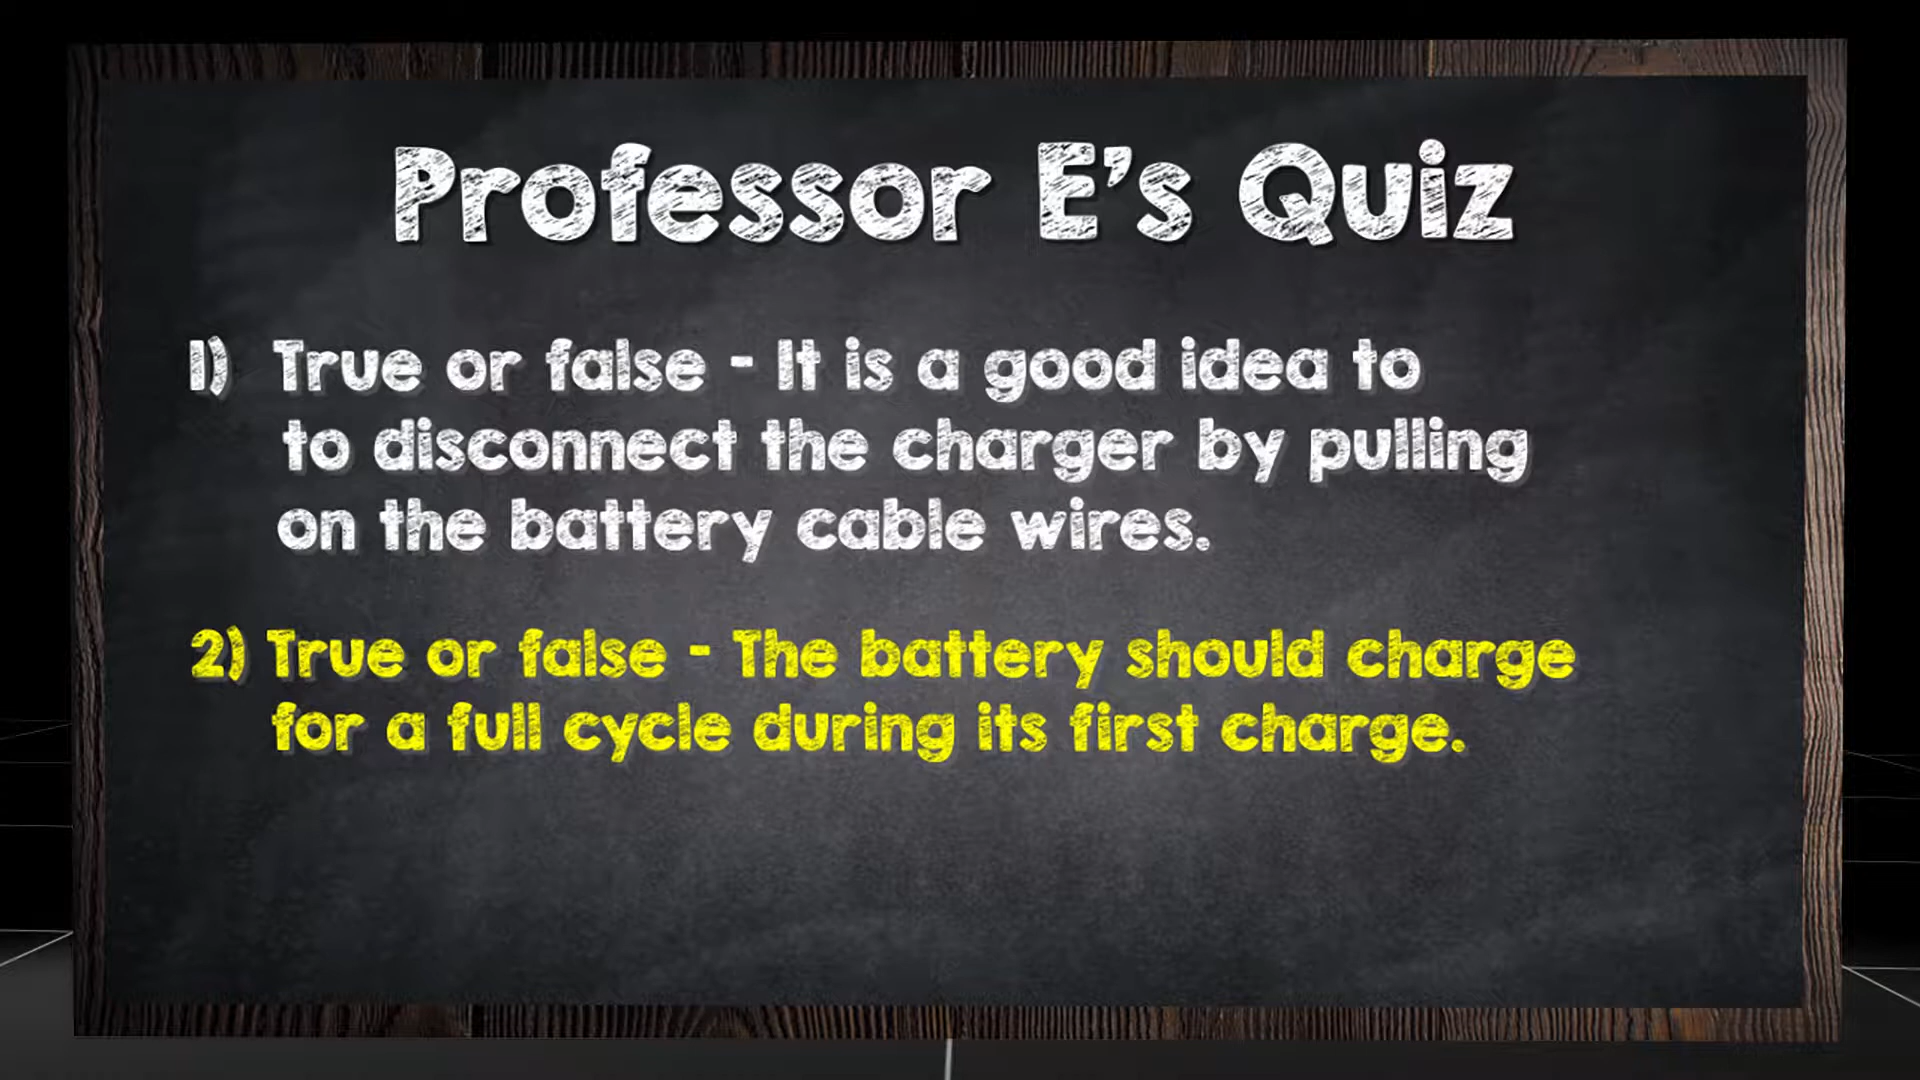 Professor E's Quiz
1) True or false - It is a good idea to
to disconnect the charger by pulling
on the battery cable wires.
2) True or false - The battery should charge
for a full cycle during its first charge.